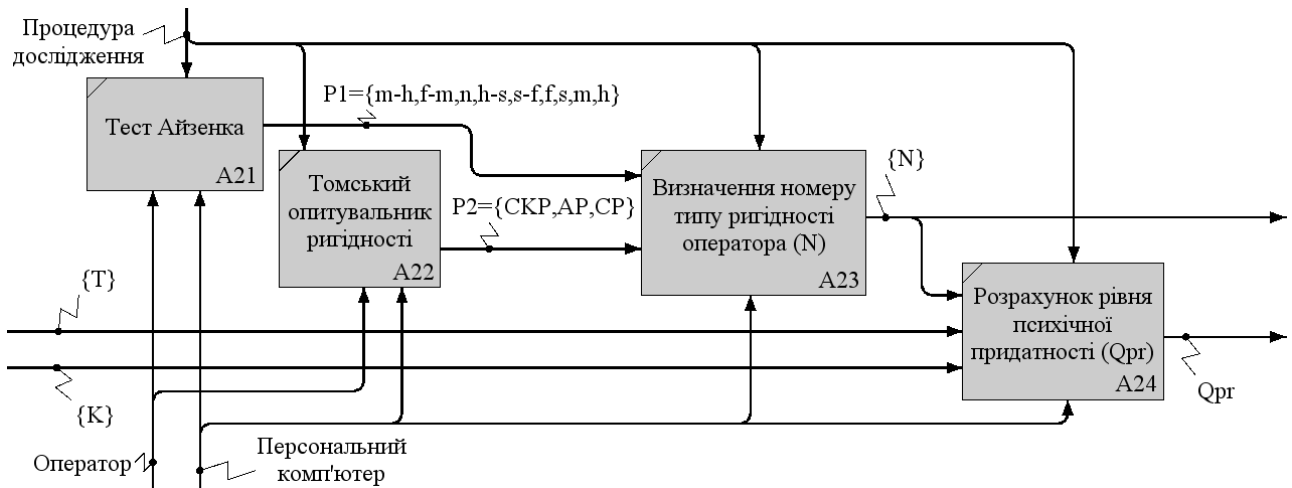 Процедура
дослідження
Тест Айзенка
A21
P1={m-h,f-m,n,h-s,s-f,f,s,m,h}
Томський
опитувальник
ригідності
A22
P2={СКР,АР,СР}
Визначення номеру
типу ригідності
оператора (N)
A23
{N}
{T}
{K}
Розрахунок рівня
психічної
придатності (Qpr)
A24
Qpr
Оператор
Персональний
комп'ютер